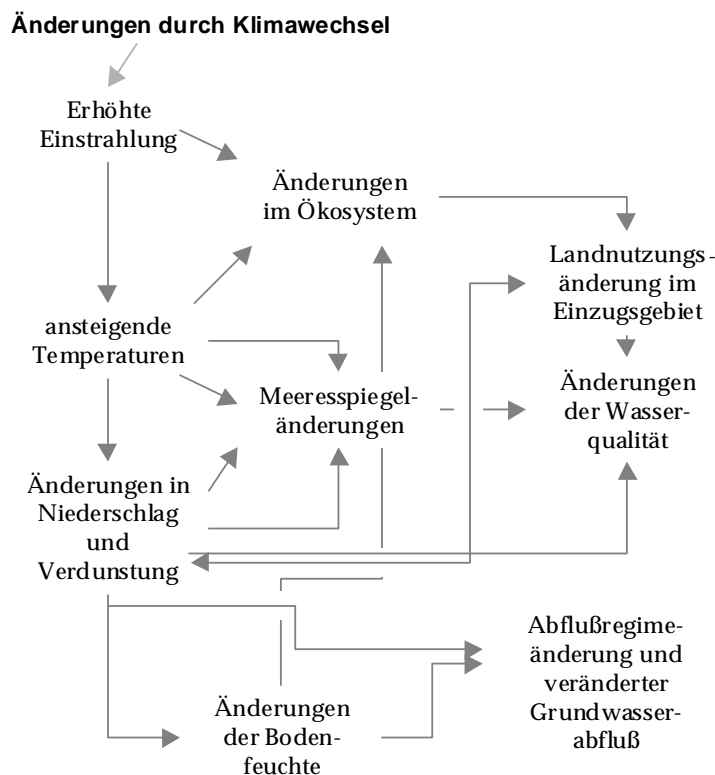 Änderungen durch Klimawechsel
Erhöhte
Einstrahlung
Änderungen
im Ökosystem
Landnutzungs-
änderung im
Einzugsgebiet
ansteigende
Temperaturen
Meeresspiegel-
änderungen
Änderungen
der Wasser-
qualität
Änderungen in
Niederschlag
und
Verdunstung
Abflußregime-
änderung und
veränderter
Grundwasser-
abfluß
Änderungen
der Boden-
feuchte